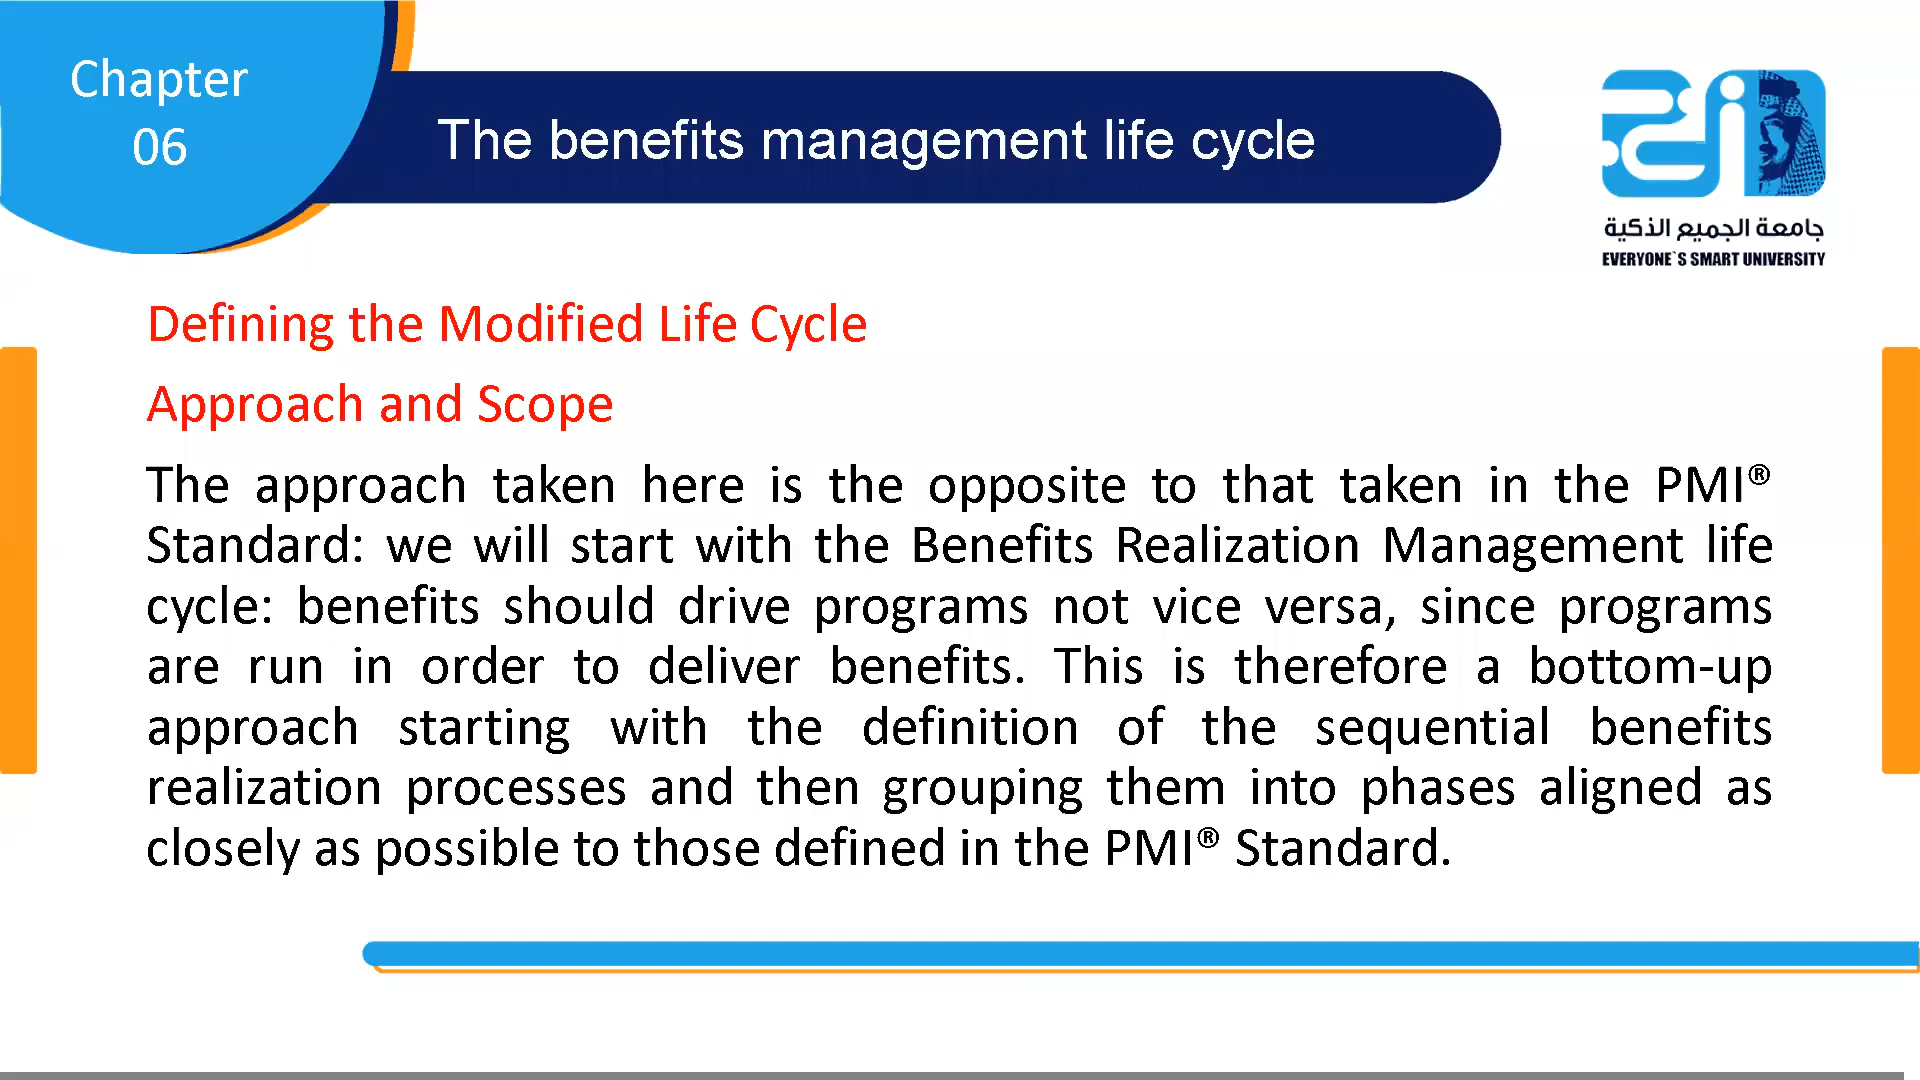 Chapter
06
The benefits management life cycle
جامعة الجميع الذكية
EVERYONE`S SMART UNIVERSITY
Defining the Modified Life Cycle
Approach and Scope
The approach taken here is the opposite to that taken in the PMI®
Standard: we will start with the Benefits Realization Management life
cycle: benefits should drive programs not vice versa, since programs
are run in order to deliver benefits. This is therefore a bottom-up
approach starting with the definition of the sequential benefits
realization processes and then grouping them into phases aligned as
closely as possible to those defined in the PMI® Standard.